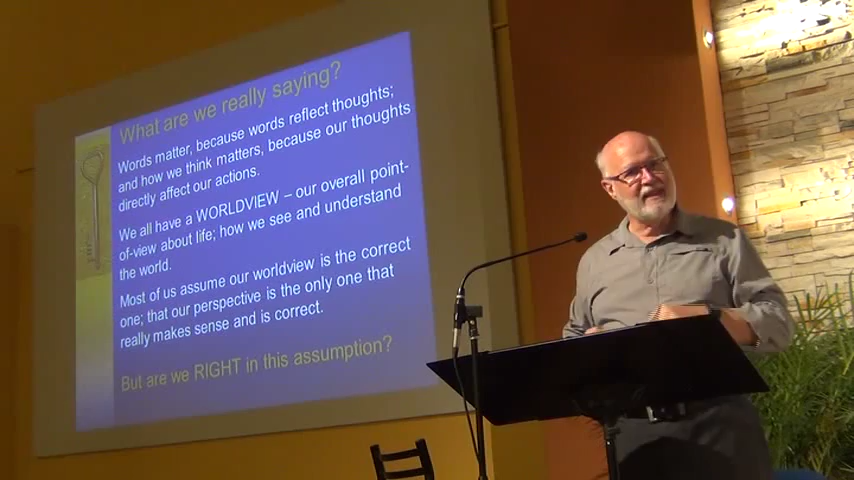 What are we really saying?
Words matter, because words reflect thoughts;
and how we think matters, because our thoughts
directly affect our actions.
We all have a WORLDVIEW – our overall point-
of-view about life; how we see and understand
the world.
Most of us assume our worldview is the correct
one; that our perspective is the only one that
really makes sense and is correct.
But are we RIGHT in this assumption?